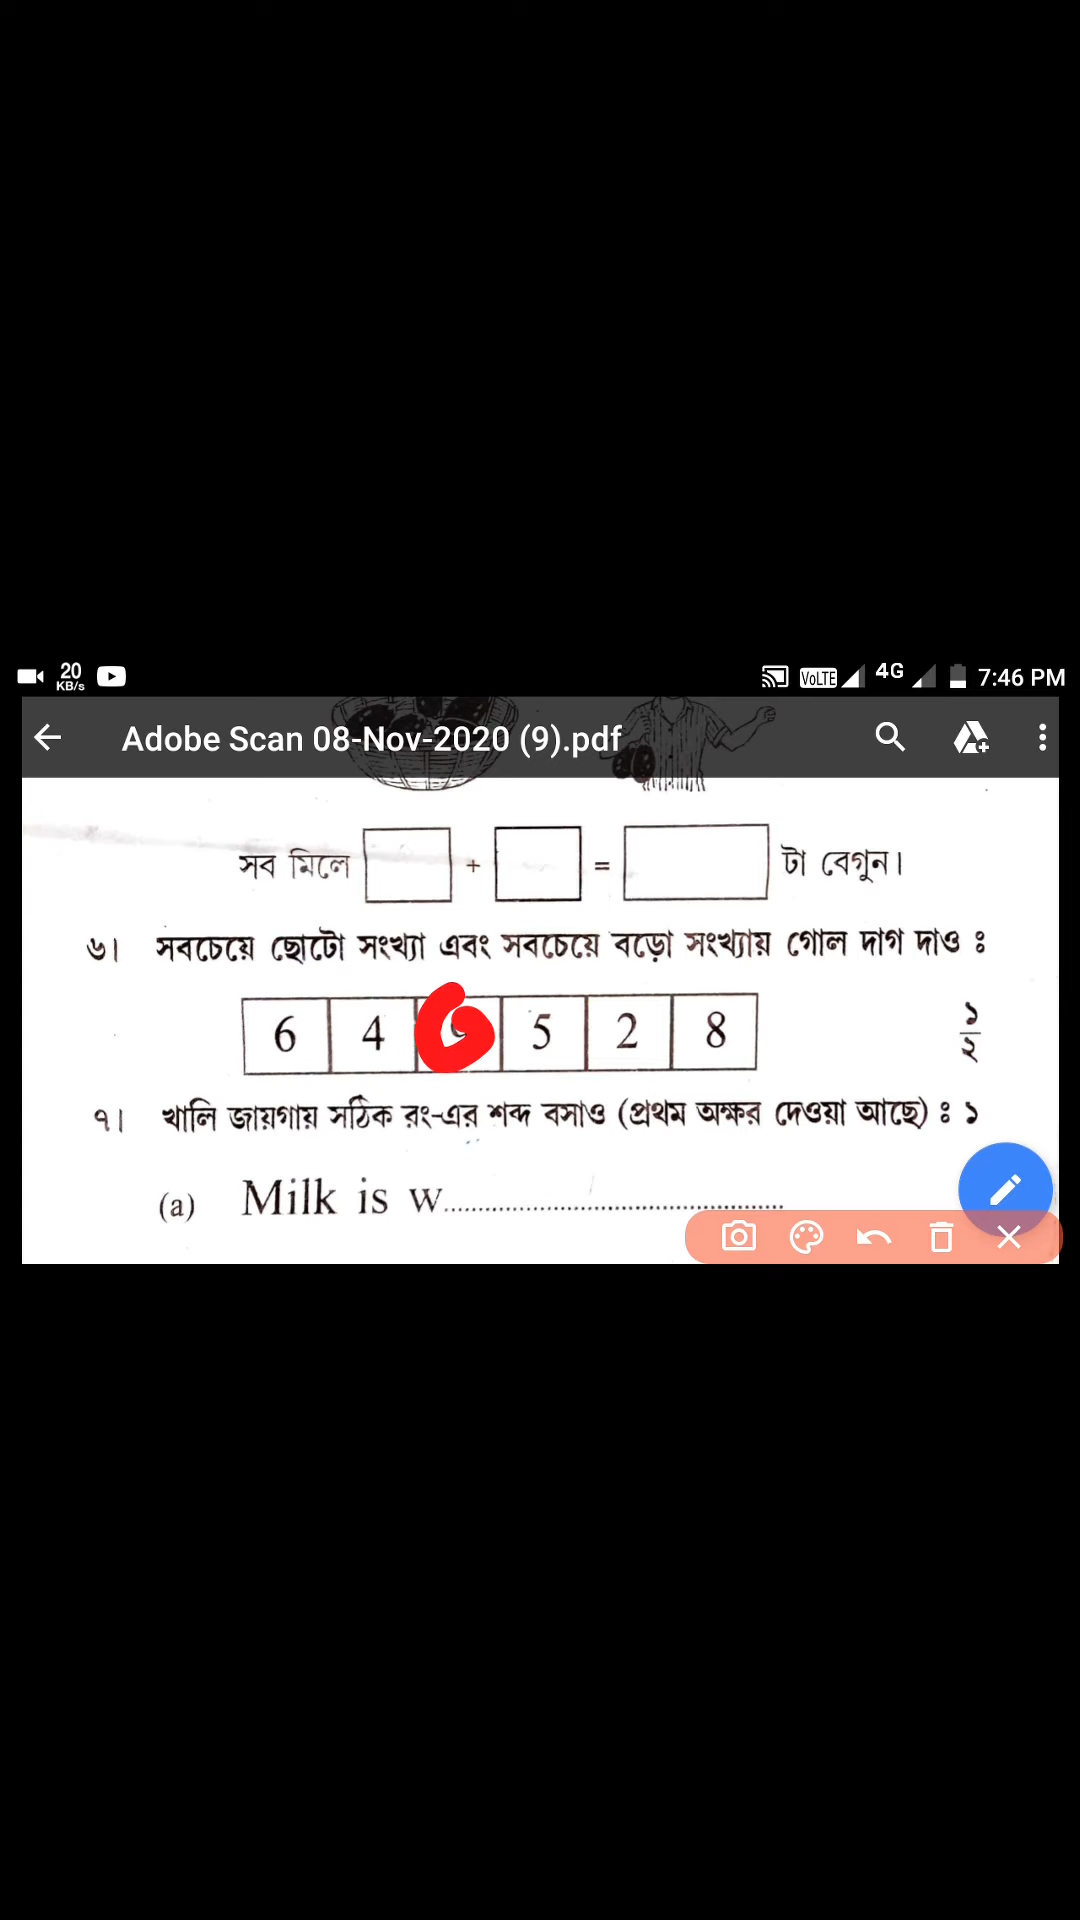 20
KB/s
VoLTE 4G 7:46 PM
Adobe Scan 08-Nov-2020 (9).pdf
সব মিলে + = টা বেগুন।
৬। সবচেয়ে ছোটো সংখ্যা এবং সবচেয়ে বড়ো সংখ্যায় গোল দাগ দাও ঃ
6 4 5 2 8 ১/২
৭। খালি জায়গায় সঠিক রং-এর শব্দ বসাও (প্রথম অক্ষর দেওয়া আছে) ঃ ১
(a) Milk is w....................................................